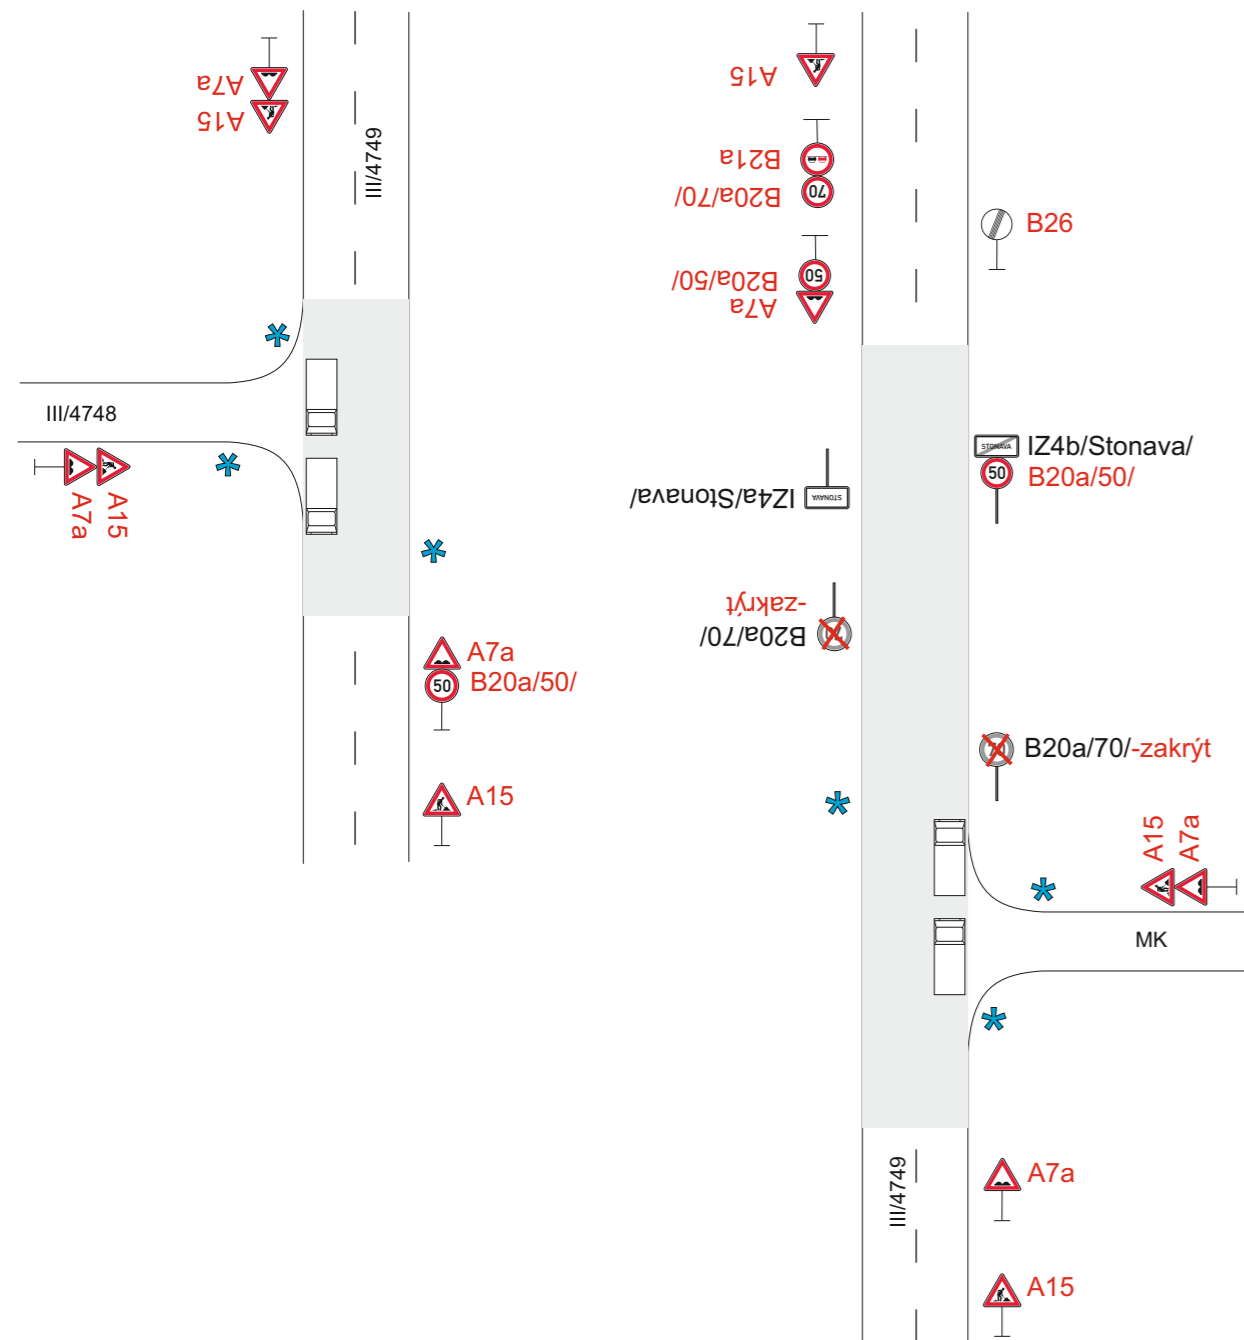 A7a
A15
III/4749
III/4748
A7a
A15
A7a
50
B20a/50/
A15
A15
B21a
70
B20a/70/
B26
50
B20a/50/
A7a
STONAVA
IZ4b/Stonava/
50
B20a/50/
STONAVA
IZ4a/Stonava/
B20a/70/
-zakrýt
70
B20a/70/-zakrýt
A15
A7a
MK
III/4749
A7a
A15